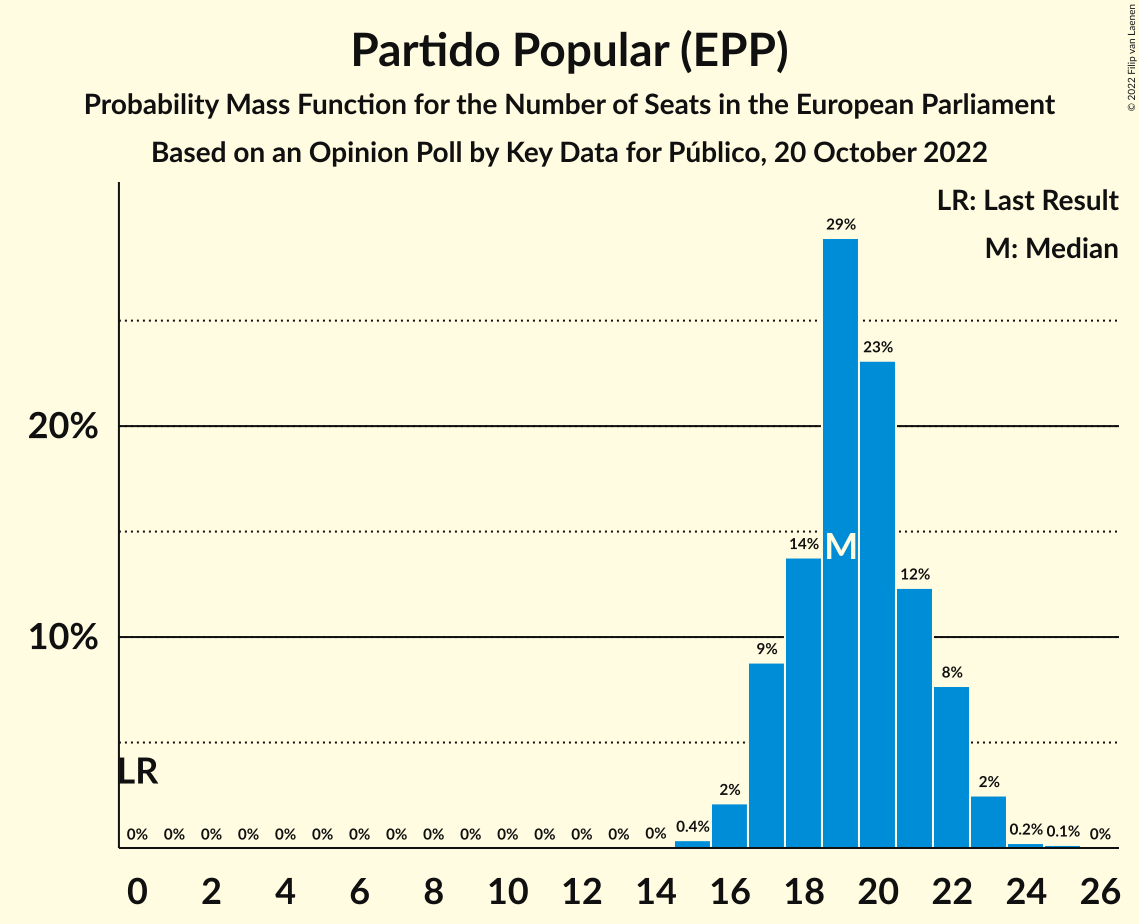 Partido Popular (EPP)
Probability Mass Function for the Number of Seats in the European Parliament
Based on an Opinion Poll by Key Data for Público, 20 October 2022
© 2022 Filip van Laenen
LR: Last Result
M: Median
20%
10%
LR
M
0% 0% 0% 0% 0% 0% 0% 0% 0% 0% 0% 0% 0% 0% 0% 0.4% 2% 9% 14% 29% 23% 12% 8% 2% 0.2% 0.1% 0%
0 2 4 6 8 10 12 14 16 18 20 22 24 26